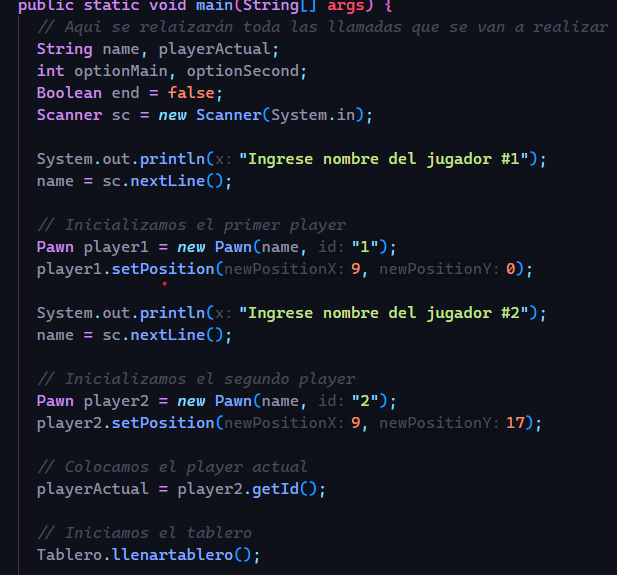 public static void main(String[] args) {
// Aqui se relaizarán toda las llamadas que se van a realizar
String name, playerActual;
int optionMain, optionSecond;
Boolean end = false;
Scanner sc = new Scanner(System.in);
System.out.println(x: "Ingrese nombre del jugador #1");
name = sc.nextLine();
// Inicializamos el primer player
Pawn player1 = new Pawn(name, id: "1");
player1.setPosition(newPositionX: 9, newPositionY: 0);
System.out.println(x: "Ingrese nombre del jugador #2");
name = sc.nextLine();
// Inicializamos el segundo player
Pawn player2 = new Pawn(name, id: "2");
player2.setPosition(newPositionX: 9, newPositionY: 17);
// Colocamos el player actual
playerActual = player2.getId();
// Iniciamos el tablero
Tablero.llenartablero();